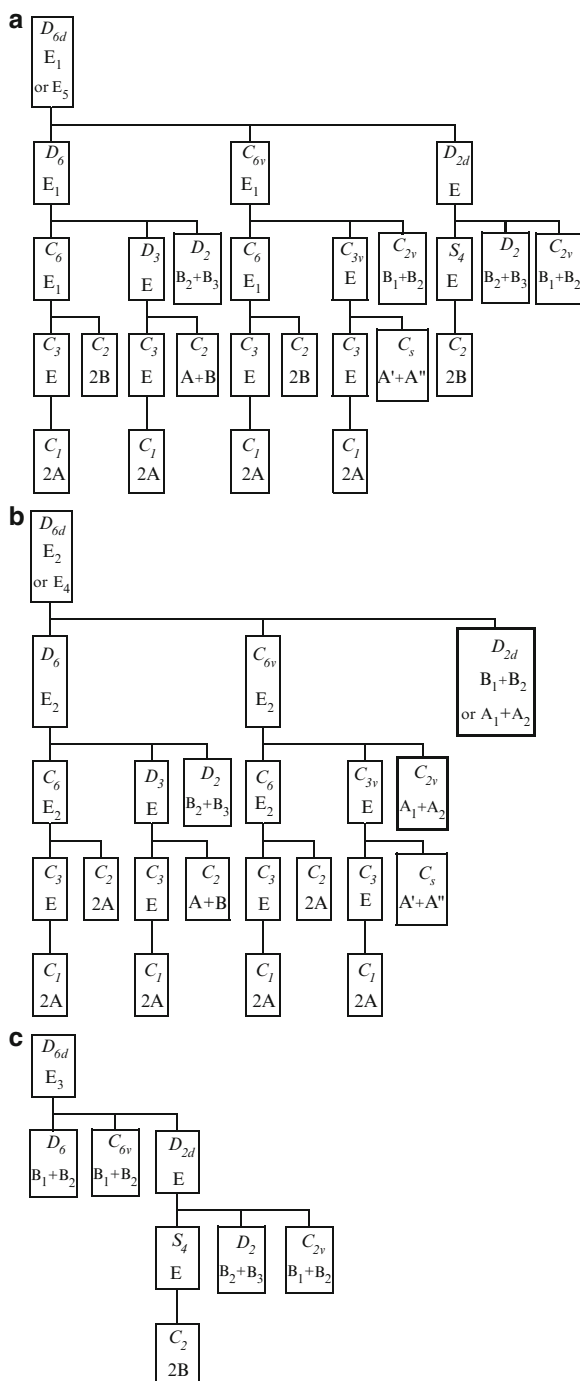 a
D6d
E1
or E5
D6 C6v D2d
E1 E1 E
C6 D3 D2 C6 C3v C2v S4 D2 C2v
E1 E B2+B3 E1 E B1+B2 E B2+B3 B1+B2
C3 C2 C3 C2 C3 C2 C3 Cs C2
E 2B E A+B E 2B E A'+A" 2B
C1 C1 C1 C1
2A 2A 2A 2A
b
D6d
E2
or E4
D6 C6v D2d
E2 E2 B1+B2
or A1+A2
C6 D3 D2 C6 C3v C2v
E2 E B2+B3 E2 E A1+A2
C3 C2 C3 C2 C3 C2 C3 Cs
E 2A E A+B E 2A E A'+A"
C1 C1 C1 C1
2A 2A 2A 2A
c
D6d
E3
D6 C6v D2d
B1+B2 B1+B2 E
S4 D2 C2v
E B2+B3 B1+B2
C2
2B